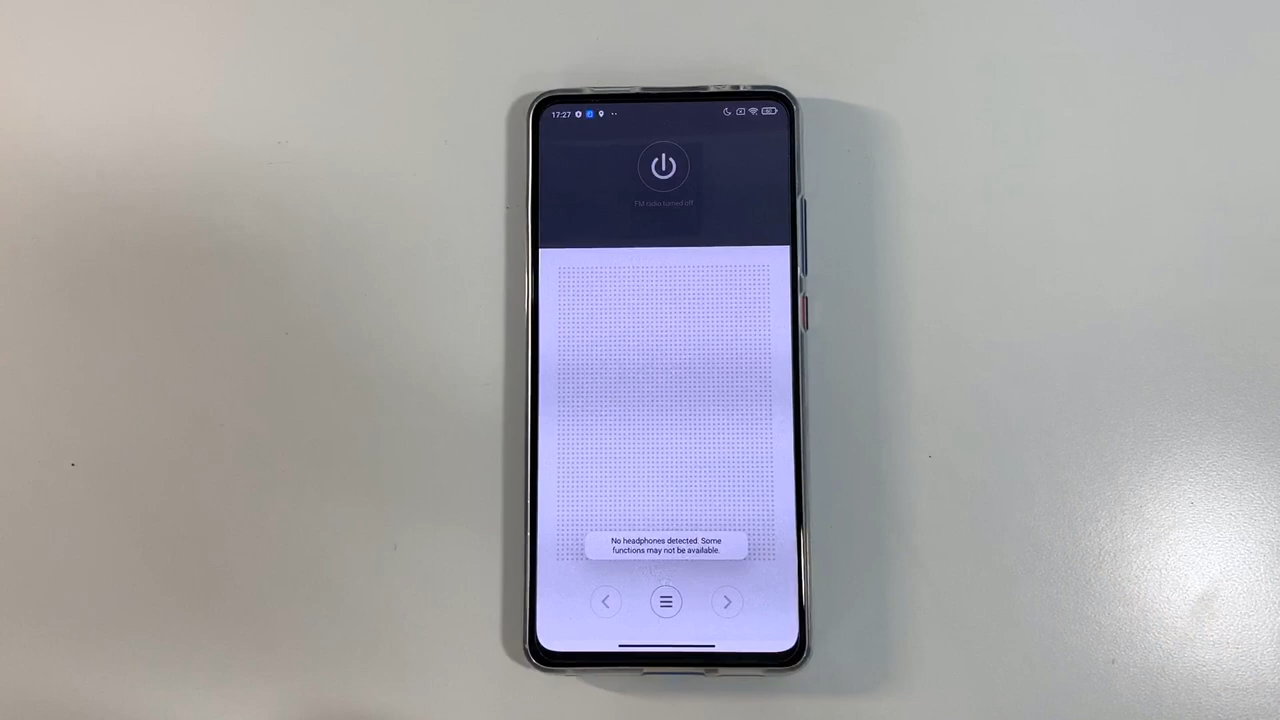 17:27
FM radio turned off
No headphones detected. Some
functions may not be available.